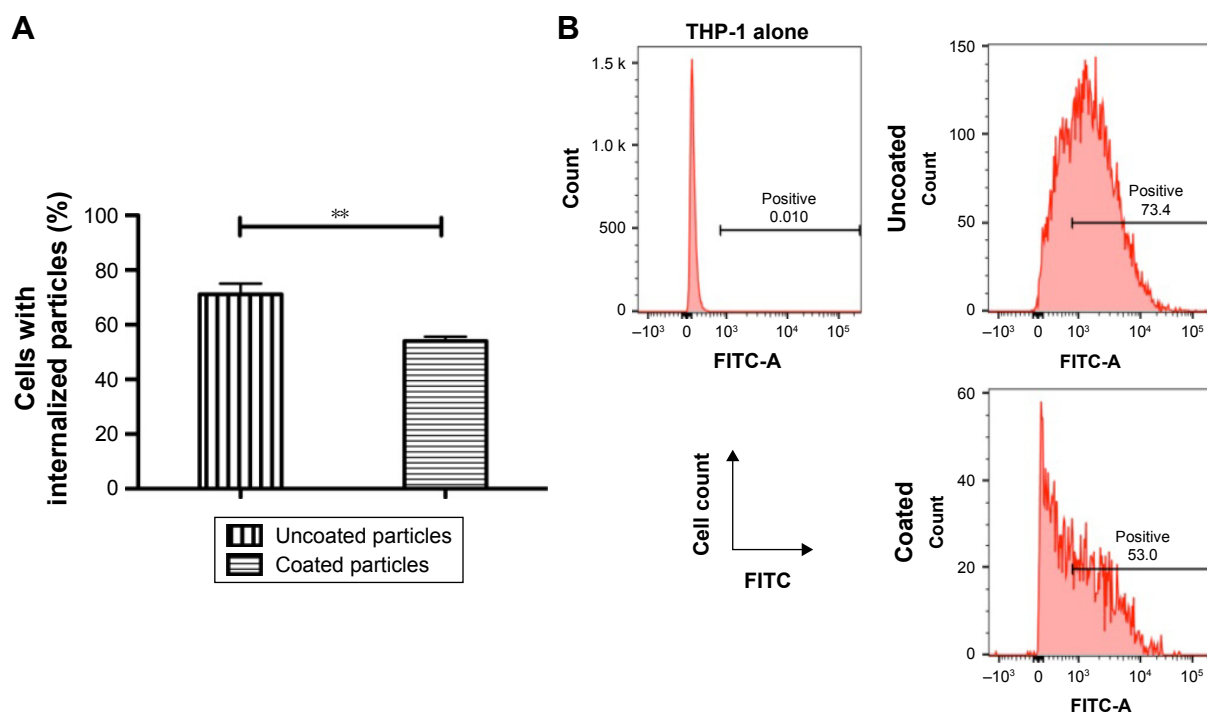 A
Cells with
internalized particles (%)
100
80
60
40
20
0
**
Uncoated particles
Coated particles
B
THP-1 alone
Count
1.5 k
1.0 k
500
0
Positive
0.010
–10³ 0 10³ 10⁴ 10⁵
FITC-A
Uncoated
Count
150
100
50
0
Positive
73.4
–10³ 0 10³ 10⁴ 10⁵
FITC-A
Cell count
FITC
Coated
Count
60
40
20
0
Positive
53.0
–10³ 0 10³ 10⁴ 10⁵
FITC-A